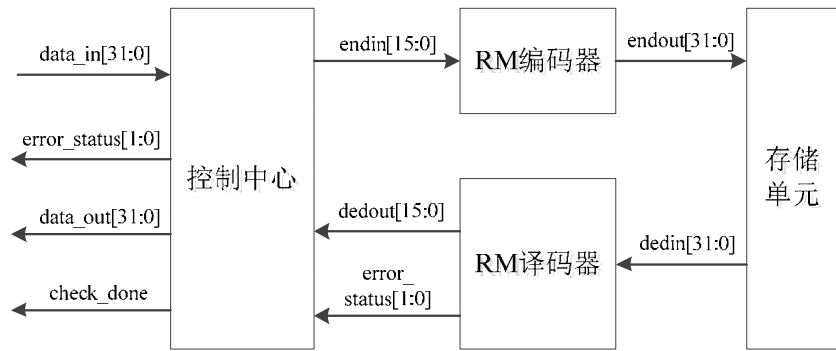 data_in[31:0]
error_status[1:0]
data_out[31:0]
check_done
控制中心
endin[15:0]
RM编码器
endout[31:0]
dedout[15:0]
error_
status[1:0]
RM译码器
dedin[31:0]
存储
单元